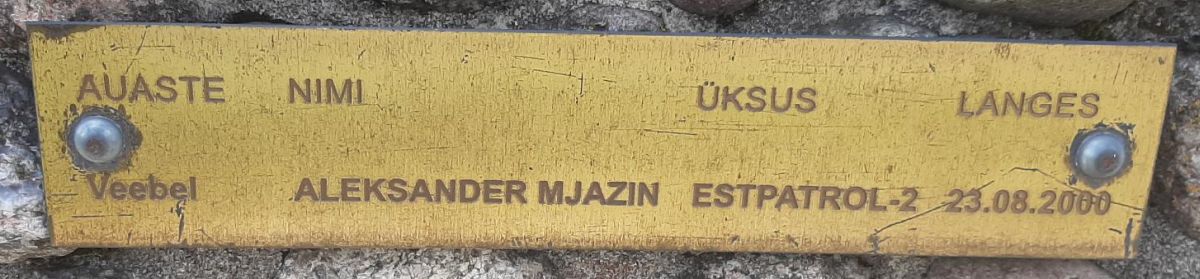 AUASTE NIMI ÜKSUS LANGES
Veebel ALEKSANDER MJAZIN ESTPATROL-2 23.08.2000